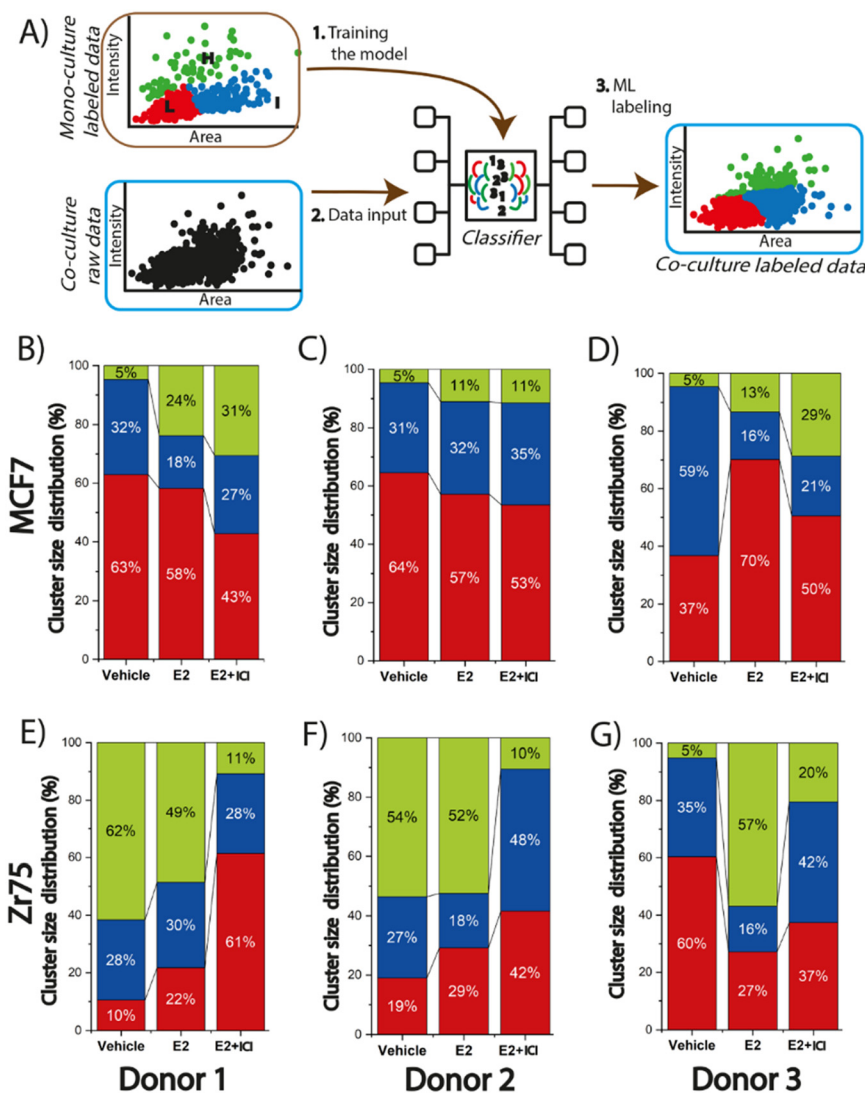 A)
Mono-culture
labeled data
Intensity
H
L
I
Area
1. Training
the model
Co-culture
raw data
Intensity
Area
2. Data input
1 3
2 3
3 1
2
Classifier
3. ML
labeling
Intensity
Area
Co-culture labeled data
MCF7
B)
Cluster size distribution (%)
100
80
60
40
20
0
5%
32%
63%
24%
18%
58%
31%
27%
43%
Vehicle
E2
E2+ICI
C)
Cluster size distribution (%)
100
80
60
40
20
0
5%
31%
64%
11%
32%
57%
11%
35%
53%
Vehicle
E2
E2+ICI
D)
Cluster size distribution (%)
100
80
60
40
20
0
5%
59%
37%
13%
16%
70%
29%
21%
50%
Vehicle
E2
E2+ICI
Zr75
E)
Cluster size distribution (%)
100
80
60
40
20
0
62%
28%
10%
49%
30%
22%
11%
28%
61%
Vehicle
E2
E2+ICI
Donor 1
F)
Cluster size distribution (%)
100
80
60
40
20
0
54%
27%
19%
52%
18%
29%
10%
48%
42%
Vehicle
E2
E2+ICI
Donor 2
G)
Cluster size distribution (%)
100
80
60
40
20
0
5%
35%
60%
57%
16%
27%
20%
42%
37%
Vehicle
E2
E2+ICI
Donor 3